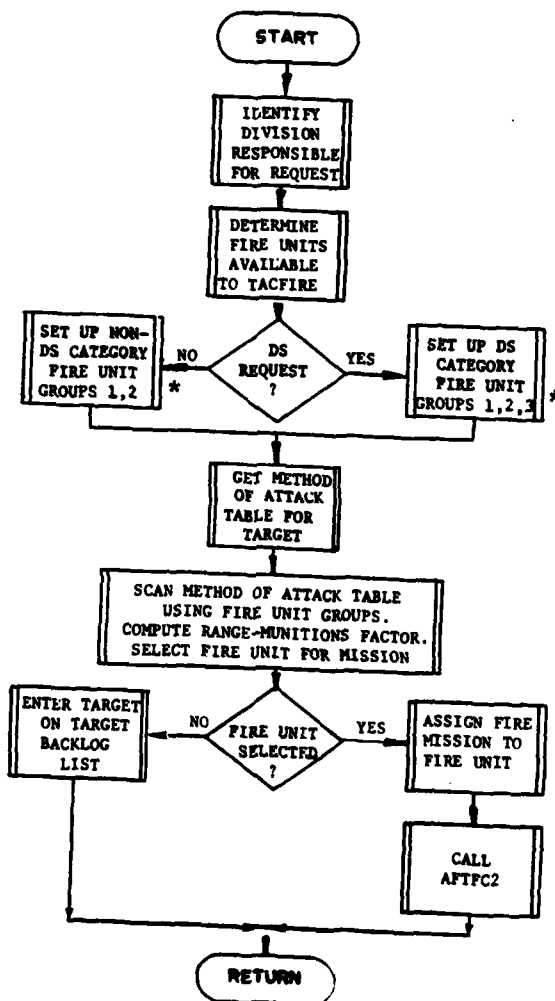 START
IDENTIFY
DIVISION
RESPONSIBLE
FOR REQUEST
DETERMINE
FIRE UNITS
AVAILABLE
TO TACFIRE
SET UP NON-
DS CATEGORY
FIRE UNIT
GROUPS 1,2
*
NO
DS
REQUEST
?
YES
SET UP DS
CATEGORY
FIRE UNIT
GROUPS 1,2,3
*
GET METHOD
OF ATTACK
TABLE FOR
TARGET
SCAN METHOD OF ATTACK TABLE
USING FIRE UNIT GROUPS.
COMPUTE RANGE-MUNITIONS FACTOR.
SELECT FIRE UNIT FOR MISSION
ENTER TARGET
ON TARGET
BACKLOG
LIST
NO
FIRE UNIT
SELECTED
?
YES
ASSIGN FIRE
MISSION TO
FIRE UNIT
CALL
AFTFC2
RETURN